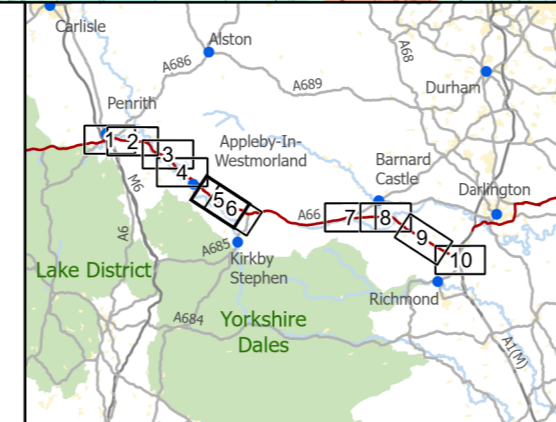 Carlisle
Alston
A686
A68
A689
Durham
Penrith
1
2
3
4
5
6
Appleby-In-
Westmorland
Barnard
Castle
Darlington
M6
A6
A66
7
8
9
10
A685
Kirkby
Stephen
Lake District
Richmond
A684
Yorkshire
Dales
A1(M)